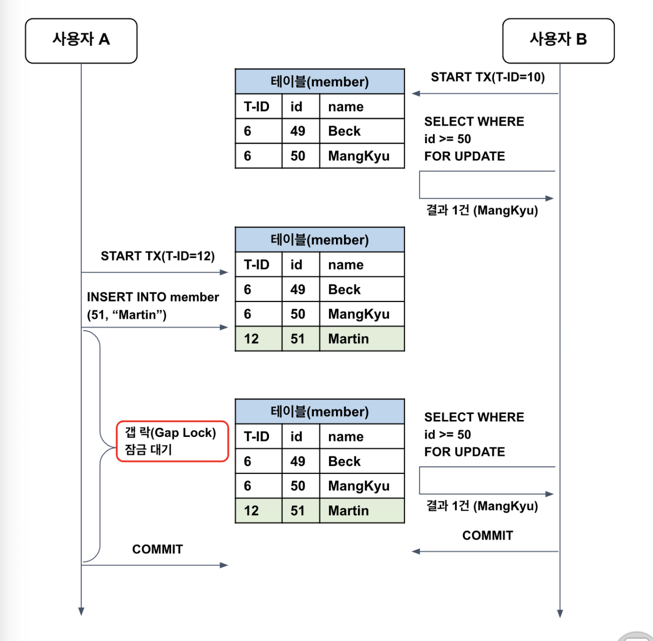 사용자 A
사용자 B
START TX(T-ID=10)
테이블(member)
T-ID id name
6 49 Beck
6 50 MangKyu
SELECT WHERE
id >= 50
FOR UPDATE
결과 1건 (MangKyu)
START TX(T-ID=12)
테이블(member)
T-ID id name
6 49 Beck
6 50 MangKyu
12 51 Martin
INSERT INTO member
(51, “Martin”)
갭 락(Gap Lock)
잠금 대기
테이블(member)
T-ID id name
6 49 Beck
6 50 MangKyu
12 51 Martin
SELECT WHERE
id >= 50
FOR UPDATE
결과 1건 (MangKyu)
COMMIT
COMMIT